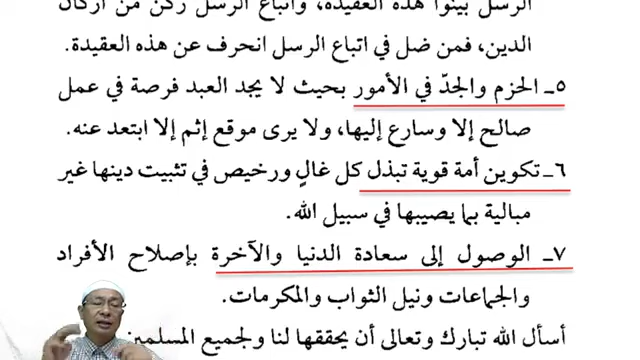 الرسل بينوا هذه العقيدة، واتباع الرسل ركن من أركان
الدين، فمن ضل في اتباع الرسل انحرف عن هذه العقيدة.
٥ـ الحزم والجدّ في الأمور بحيث لا يجد العبد فرصة في عمل
صالح إلا وسارع إليها، ولا يرى موقع إثم إلا ابتعد عنه.
٦ـ تكوين أمة قوية تبذل كل غالٍ ورخيص في تثبيت دينها غير
مبالية بما يصيبها في سبيل الله.
٧ـ الوصول إلى سعادة الدنيا والآخرة بإصلاح الأفراد
والجماعات ونيل الثواب والمكرمات.
أسأل الله تبارك وتعالى أن يحققها لنا ولجميع المسلمين